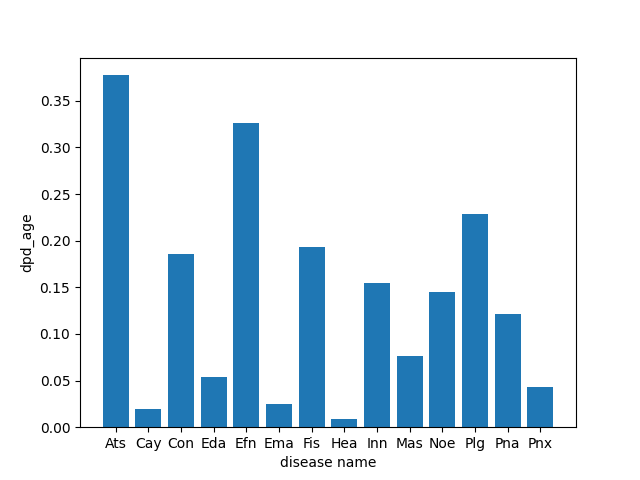 0.35
0.30
0.25
0.20
0.15
0.10
0.05
0.00
dpd_age
Ats Cay Con Eda Efn Ema Fis Hea Inn Mas Noe Plg Pna Pnx
disease name